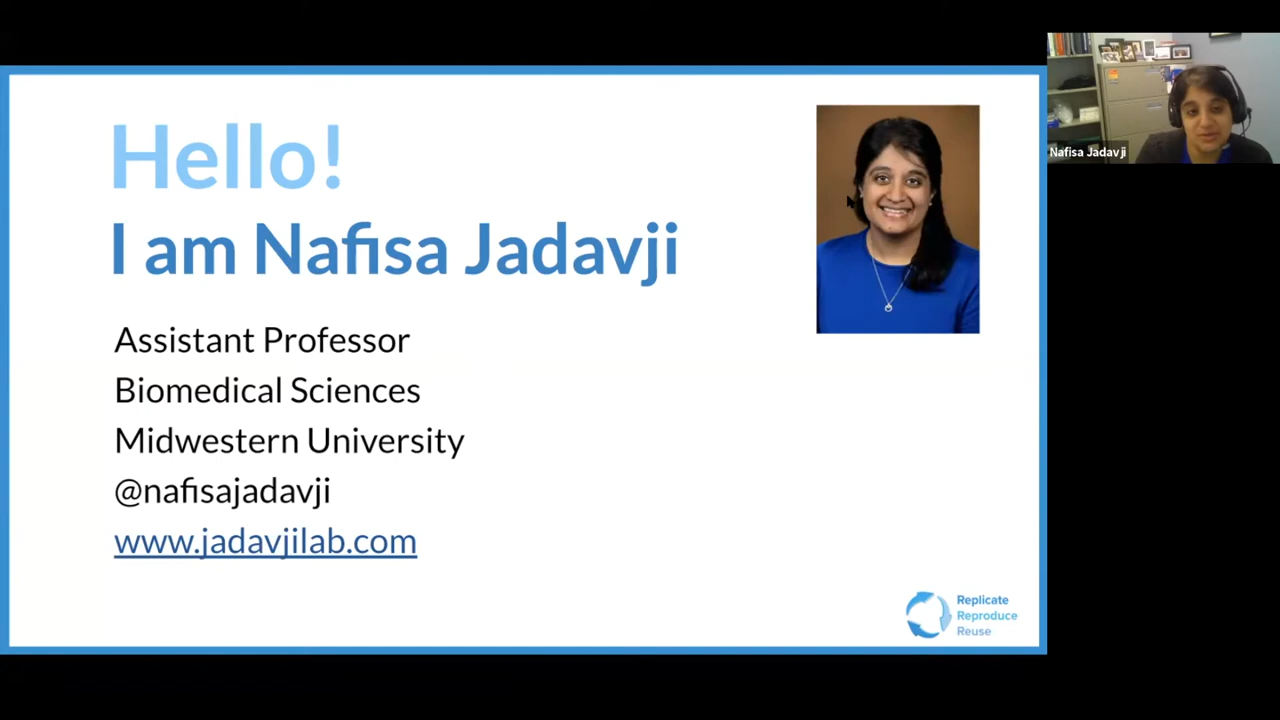 Hello!
I am Nafisa Jadavji
Assistant Professor
Biomedical Sciences
Midwestern University
@nafisajadavji
www.jadavjilab.com
Replicate
Reproduce
Reuse
Nafisa Jadavji